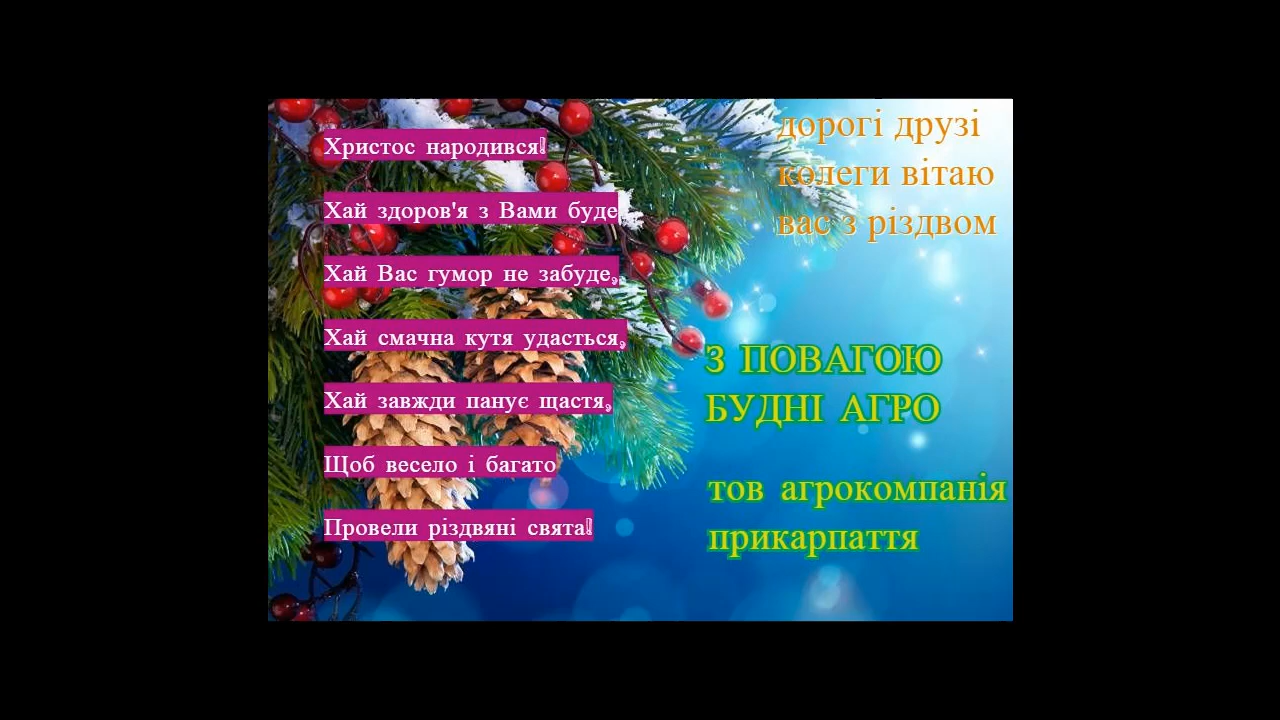 Христос народився!
Хай здоров'я з Вами буде
Хай Вас гумор не забуде,
Хай смачна кутя удасться,
Хай завжди панує щастя,
Щоб весело і багато
Провели різдвяні свята!
дорогі друзі
колеги вітаю
вас з різдвом
З ПОВАГОЮ
БУДНІ АГРО
тов агрокомпанія
прикарпаття